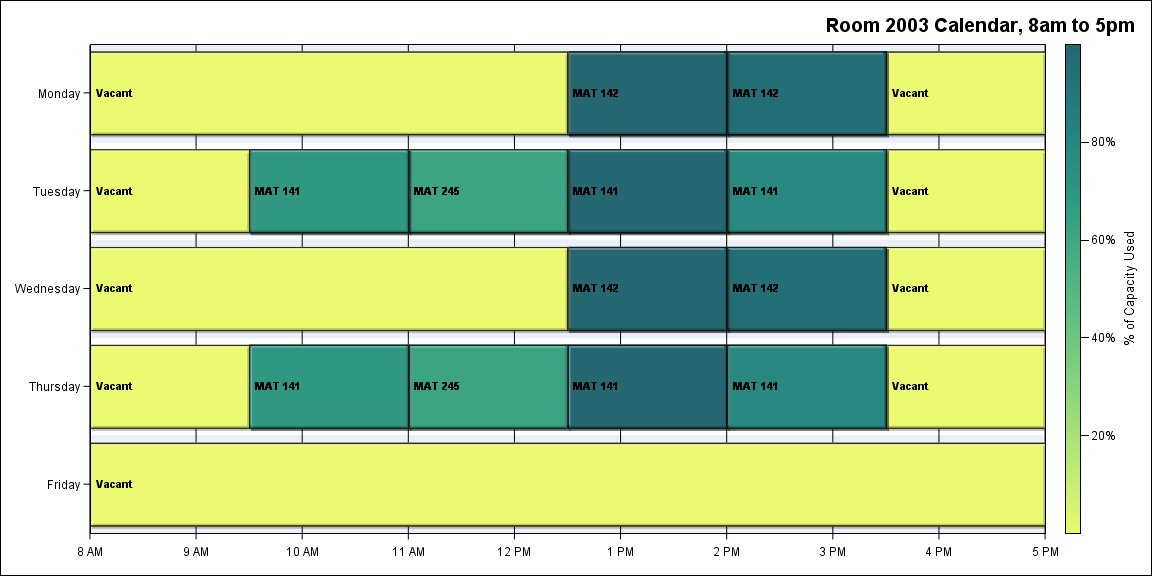 Room 2003 Calendar, 8am to 5pm
Monday Vacant MAT 142 MAT 142 Vacant
80%
Tuesday Vacant MAT 141 MAT 245 MAT 141 MAT 141 Vacant
60%
% of Capacity Used
Wednesday Vacant MAT 142 MAT 142 Vacant
40%
Thursday Vacant MAT 141 MAT 245 MAT 141 MAT 141 Vacant
20%
Friday Vacant
8 AM 9 AM 10 AM 11 AM 12 PM 1 PM 2 PM 3 PM 4 PM 5 PM